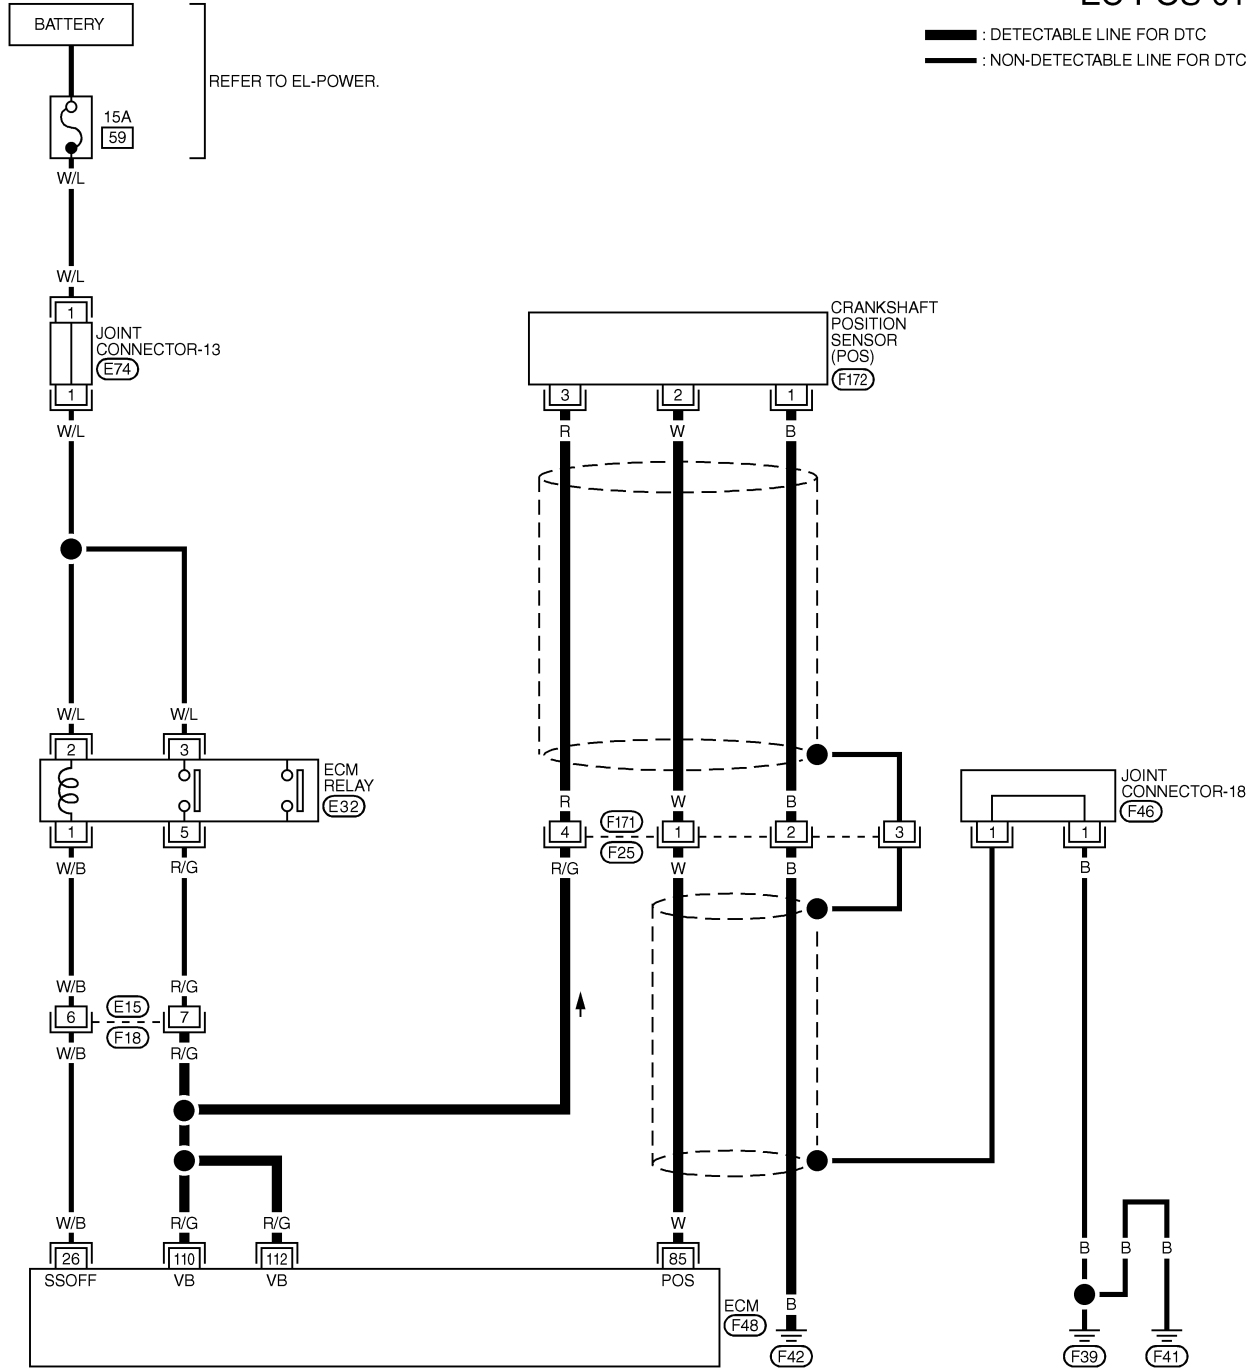 BATTERY
: DETECTABLE LINE FOR DTC
: NON-DETECTABLE LINE FOR DTC
REFER TO EL-POWER.
15A
59
W/L
W/L
1
JOINT
CONNECTOR-13
E74
1
W/L
CRANKSHAFT
POSITION
SENSOR
(POS)
F172
3 2 1
R W B
W/L W/L
2 3
ECM
RELAY
E32
1 5
W/B R/G
R W B
F171
4 1 2 3
F25
R/G W B
JOINT
CONNECTOR-18
F46
1 1
B
W/B R/G
E15
6 7
F18
W/B R/G
W/B R/G R/G W
26 110 112 85
SSOFF VB VB POS
ECM
F48
B
F42
B B B
F39 F41